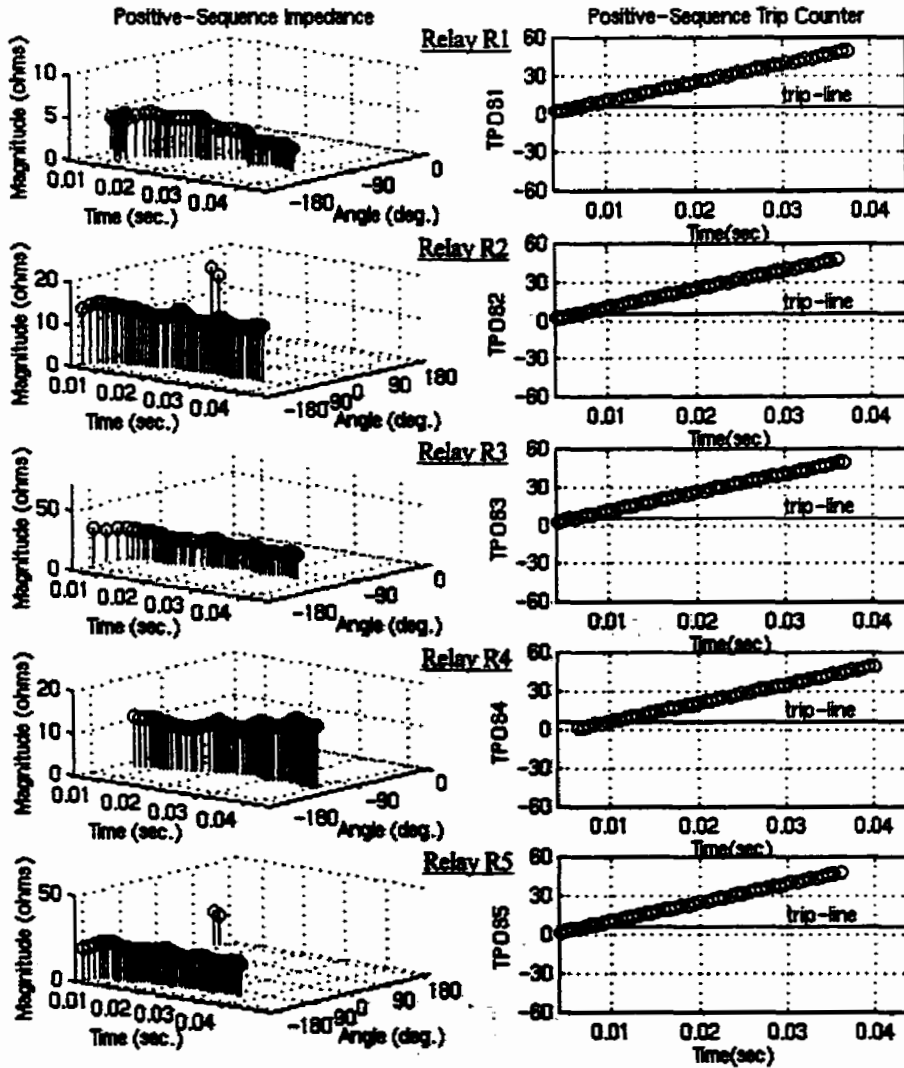 Positive-Sequence Impedance
Positive-Sequence Trip Counter
Relay R1
Magnitude (ohms)
10
5
0
0.01
0.02
0.03
0.04
Time (sec.)
-180
-90
0
Angle (deg.)
TPOS1
60
30
0
-30
-60
trip-line
0.01
0.02
0.03
0.04
Time(sec)
Relay R2
Magnitude (ohms)
20
10
0
0.01
0.02
0.03
0.04
Time (sec.)
-180
90
0
90
180
Angle (deg.)
TPOS2
60
30
0
-30
-60
trip-line
0.01
0.02
0.03
0.04
Time(sec)
Relay R3
Magnitude (ohms)
50
0
0.01
0.02
0.03
0.04
Time (sec.)
-180
-90
0
Angle (deg.)
TPOS3
60
30
0
-30
-60
trip-line
0.01
0.02
0.03
0.04
Time(sec)
Relay R4
Magnitude (ohms)
20
10
0
0.01
0.02
0.03
0.04
Time (sec.)
-180
-90
0
Angle (deg.)
TPOS4
60
30
0
-30
-60
trip-line
0.01
0.02
0.03
0.04
Time(sec)
Relay R5
Magnitude (ohms)
50
0
0.01
0.02
0.03
0.04
Time (sec.)
-180
90
0
90
180
Angle (deg.)
TPOS5
60
30
0
-30
-60
trip-line
0.01
0.02
0.03
0.04
Time(sec)